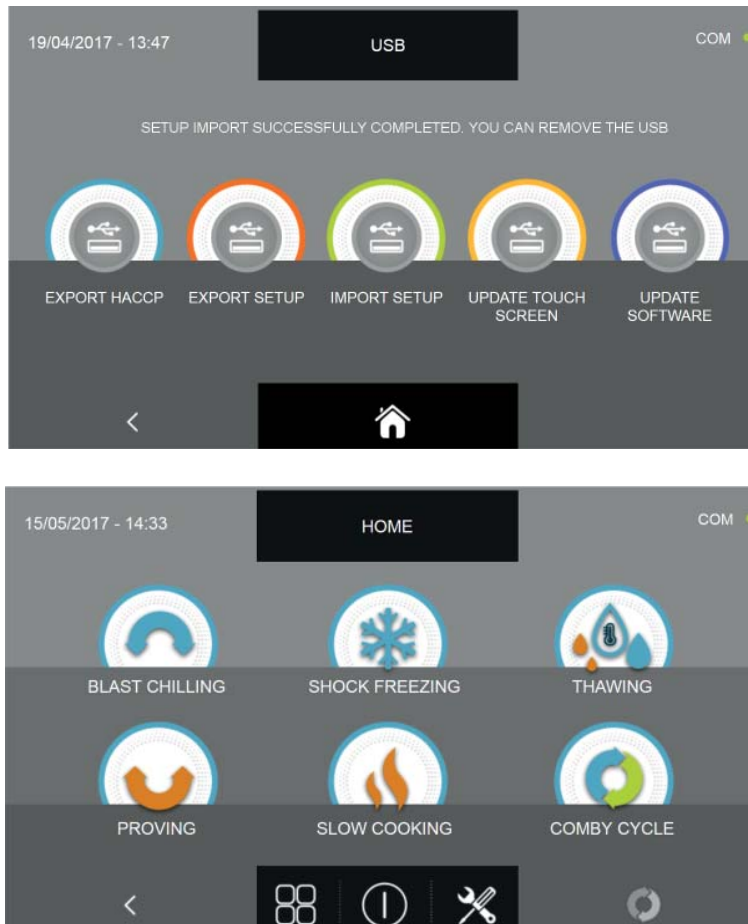 19/04/2017 - 13:47
USB
COM
SETUP IMPORT SUCCESSFULLY COMPLETED. YOU CAN REMOVE THE USB
EXPORT HACCP
EXPORT SETUP
IMPORT SETUP
UPDATE TOUCH
SCREEN
UPDATE
SOFTWARE
15/05/2017 - 14:33
HOME
COM
BLAST CHILLING
SHOCK FREEZING
THAWING
PROVING
SLOW COOKING
COMBY CYCLE